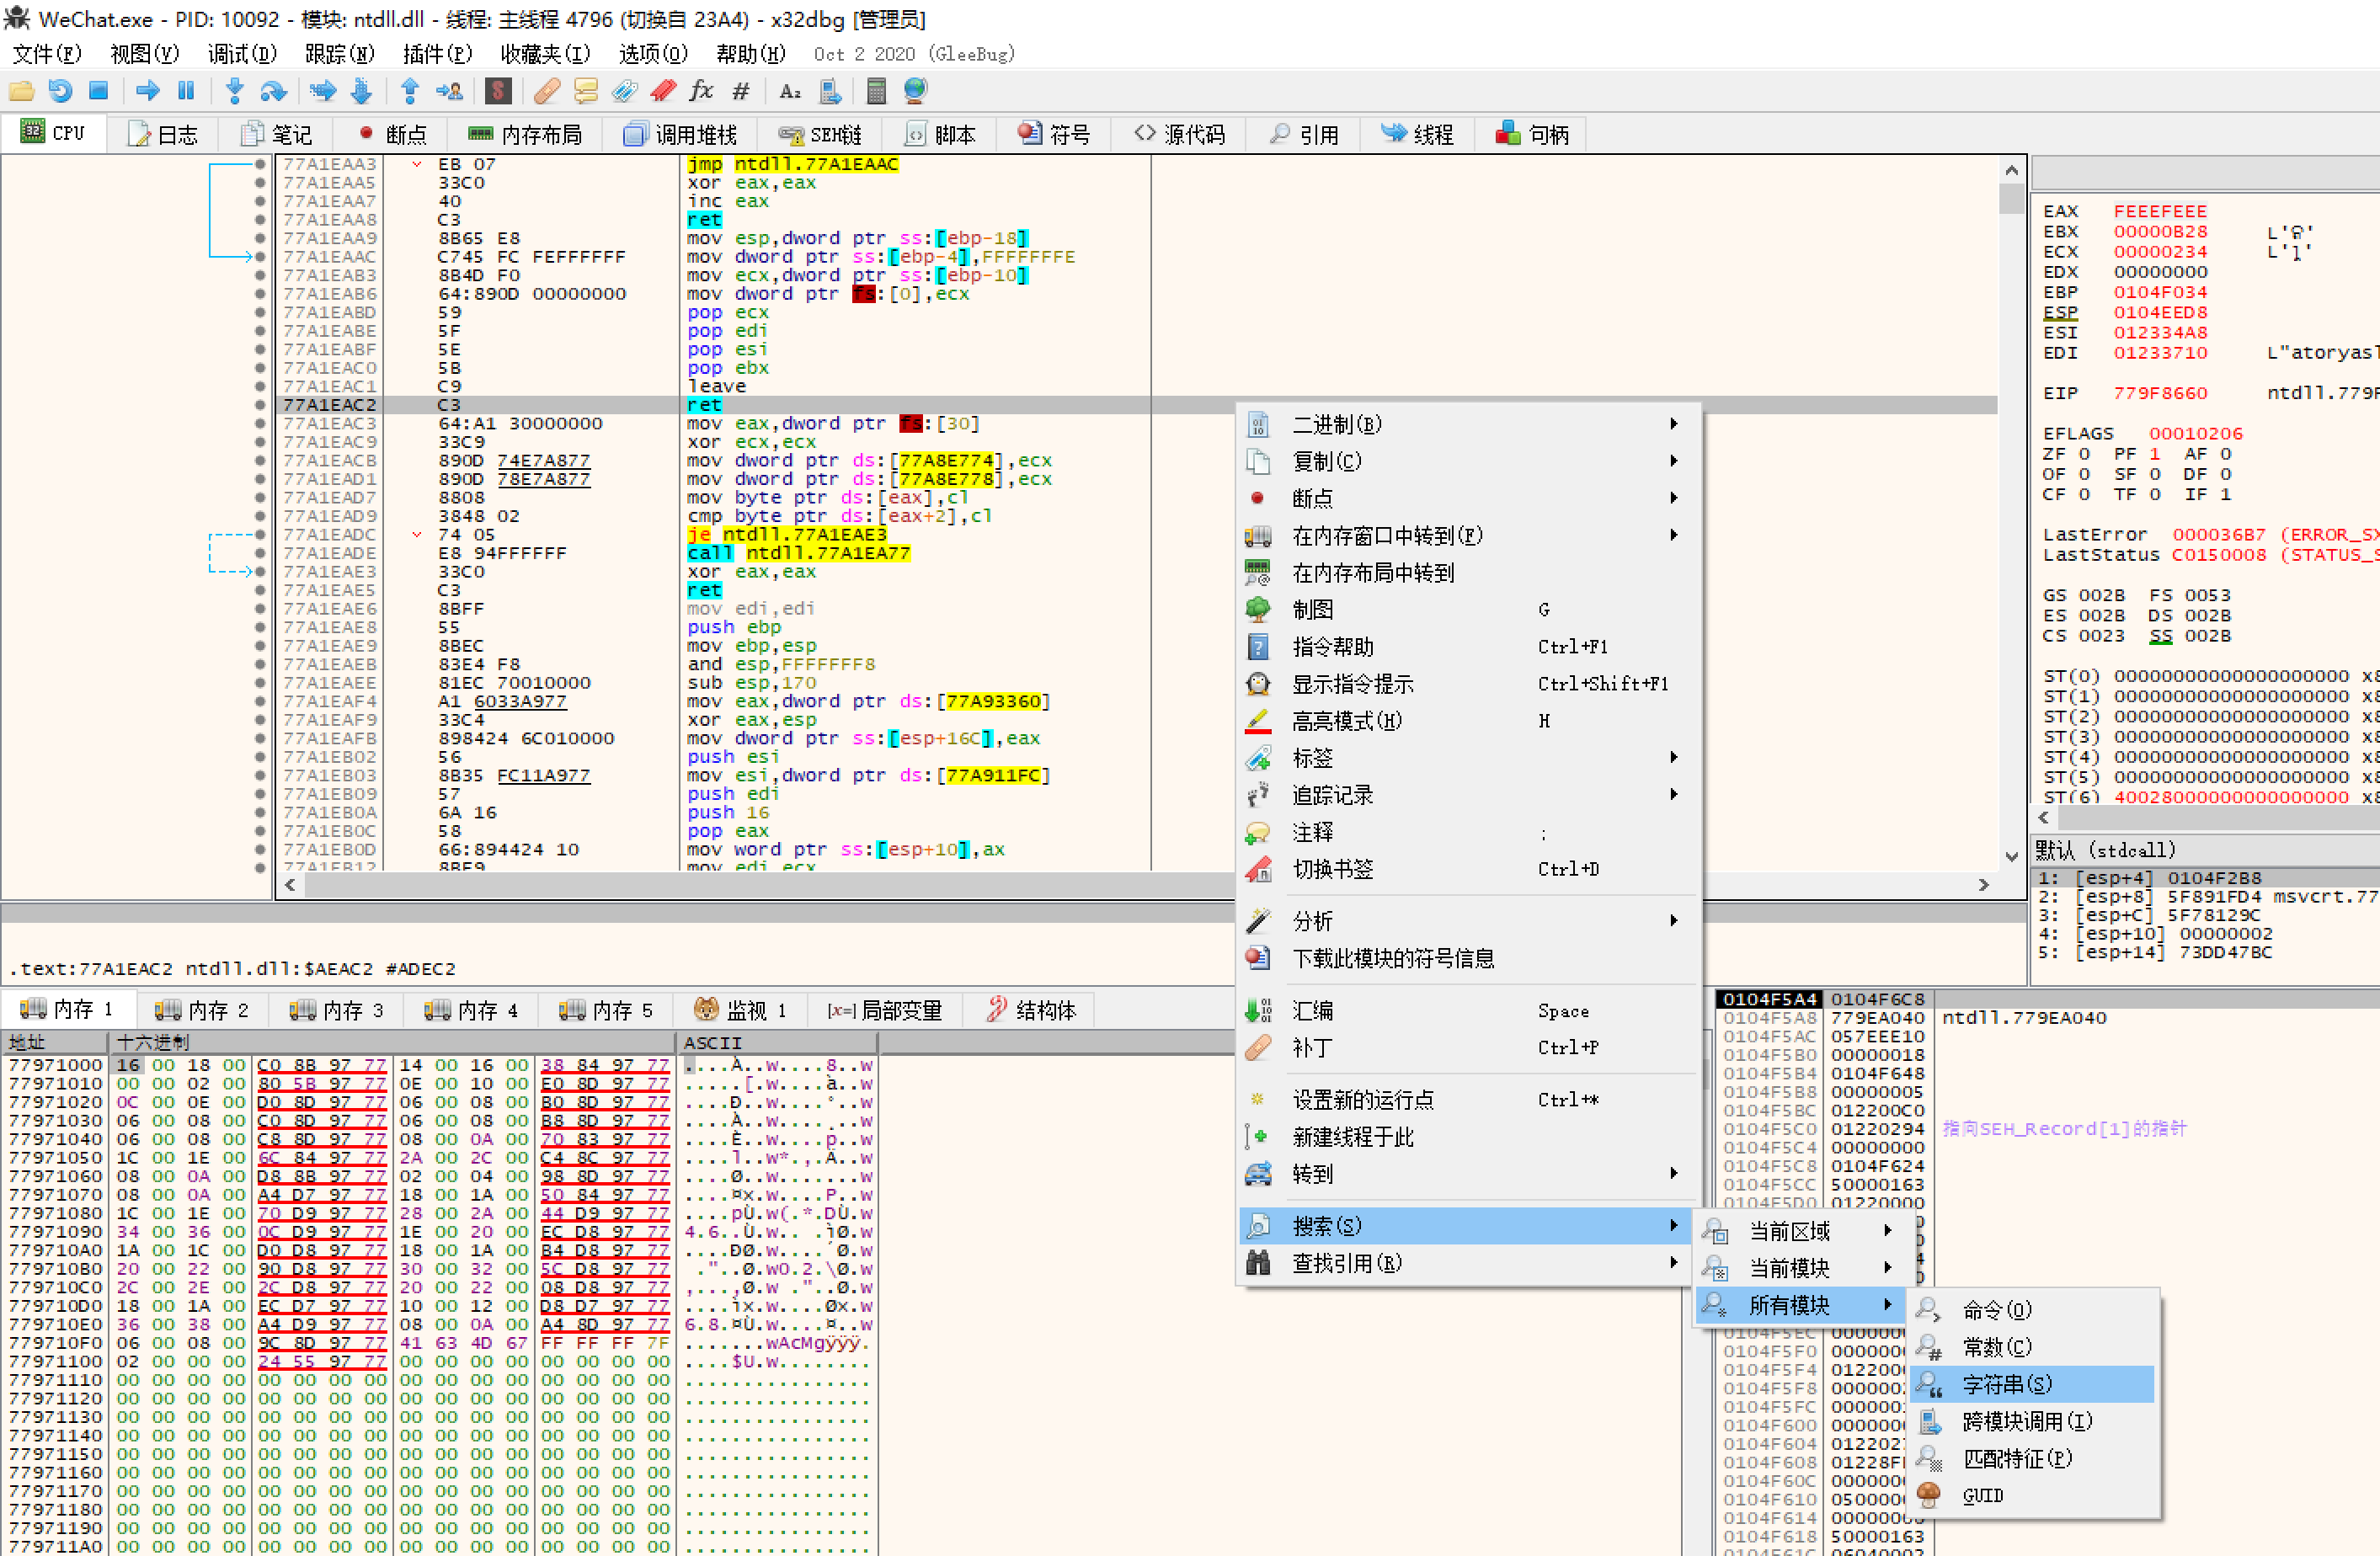 WeChat.exe - PID: 10092 - 模块: ntdll.dll - 线程: 主线程 4796 (切换自 23A4) - x32dbg [管理员]
文件(F) 视图(V) 调试(D) 跟踪(N) 插件(P) 收藏夹(I) 选项(O) 帮助(H) Oct 2 2020 (GleeBug)
CPU 日志 笔记 断点 内存布局 调用堆栈 SEH链 脚本 符号 源代码 引用 线程 句柄
77A1EAA3 EB 07 jmp ntdll.77A1EAAC
77A1EAA5 33C0 xor eax,eax
77A1EAA7 40 inc eax
77A1EAA8 C3 ret
77A1EAA9 8B65 E8 mov esp,dword ptr ss:[ebp-18]
77A1EAAC C745 FC FEFFFFFF mov dword ptr ss:[ebp-4],FFFFFFFE
77A1EAB3 8B4D F0 mov ecx,dword ptr ss:[ebp-10]
77A1EAB6 64:890D 00000000 mov dword ptr fs:[0],ecx
77A1EABD 59 pop ecx
77A1EABE 5F pop edi
77A1EABF 5E pop esi
77A1EAC0 5B pop ebx
77A1EAC1 C9 leave
77A1EAC2 C3 ret
77A1EAC3 64:A1 30000000 mov eax,dword ptr fs:[30]
77A1EAC9 33C9 xor ecx,ecx
77A1EACB 890D 74E7A877 mov dword ptr ds:[77A8E774],ecx
77A1EAD1 890D 78E7A877 mov dword ptr ds:[77A8E778],ecx
77A1EAD7 8808 mov byte ptr ds:[eax],cl
77A1EAD9 3848 02 cmp byte ptr ds:[eax+2],cl
77A1EADC 74 05 je ntdll.77A1EAE3
77A1EADE E8 94FFFFFF call ntdll.77A1EA77
77A1EAE3 33C0 xor eax,eax
77A1EAE5 C3 ret
77A1EAE6 8BFF mov edi,edi
77A1EAE8 55 push ebp
77A1EAE9 8BEC mov ebp,esp
77A1EAEB 83E4 F8 and esp,FFFFFFF8
77A1EAEE 81EC 70010000 sub esp,170
77A1EAF4 A1 6033A977 mov eax,dword ptr ds:[77A93360]
77A1EAF9 33C4 xor eax,esp
77A1EAFB 898424 6C010000 mov dword ptr ss:[esp+16C],eax
77A1EB02 56 push esi
77A1EB03 8B35 FC11A977 mov esi,dword ptr ds:[77A911FC]
77A1EB09 57 push edi
77A1EB0A 6A 16 push 16
77A1EB0C 58 pop eax
77A1EB0D 66:894424 10 mov word ptr ss:[esp+10],ax
77A1EB12 8BF9 mov edi,ecx
.text:77A1EAC2 ntdll.dll:$AEAC2 #ADEC2
EAX FEEEFEEE
EBX 00000B28
ECX 00000234
EDX 00000000
EBP 0104F034
ESP 0104EED8
ESI 012334A8
EDI 01233710 L"atoryasl
EIP 779F8660 ntdll.779F
EFLAGS 00010206
ZF 0 PF 1 AF 0
OF 0 SF 0 DF 0
CF 0 TF 0 IF 1
LastError 000036B7 (ERROR_SX
LastStatus C0150008 (STATUS_S
GS 002B FS 0053
ES 002B DS 002B
CS 0023 SS 002B
ST(0) 00000000000000000000 x8
ST(1) 00000000000000000000 x8
ST(2) 00000000000000000000 x8
ST(3) 00000000000000000000 x8
ST(4) 00000000000000000000 x8
ST(5) 00000000000000000000 x8
ST(6) 40028000000000000000 x8
默认 (stdcall)
1: [esp+4] 0104F2B8
2: [esp+8] 5F891FD4 msvcrt.77
3: [esp+C] 5F78129C
4: [esp+10] 00000002
5: [esp+14] 73DD47BC
二进制(B)
复制(C)
断点
在内存窗口中转到(F)
在内存布局中转到
制图 G
指令帮助 Ctrl+F1
显示指令提示 Ctrl+Shift+F1
高亮模式(H) H
标签
追踪记录
注释 ;
切换书签 Ctrl+D
分析
下载此模块的符号信息
汇编 Space
补丁 Ctrl+P
设置新的运行点 Ctrl+*
新建线程于此
转到
搜索(S)
查找引用(R)
当前区域
当前模块
所有模块
命令(O)
常数(C)
字符串(S)
跨模块调用(I)
匹配特征(P)
GUID
内存 1 内存 2 内存 3 内存 4 内存 5 监视 1 [x=]局部变量 结构体
地址 十六进制 ASCII
77971000 16 00 18 00 C0 8B 97 77 14 00 16 00 38 84 97 77 ....À..w....8..w
77971010 00 00 02 00 80 5B 97 77 0E 00 10 00 E0 8D 97 77 .....[.w....à..w
77971020 0C 00 0E 00 D0 8D 97 77 06 00 08 00 B0 8D 97 77 ....Ð..w....°..w
77971030 06 00 08 00 C0 8D 97 77 06 00 08 00 B8 8D 97 77 ....À..w....¸..w
77971040 06 00 08 00 C8 8D 97 77 08 00 0A 00 70 83 97 77 ....È..w....p..w
77971050 1C 00 1E 00 6C 84 97 77 2A 00 2C 00 C4 8C 97 77 ....l..w*.,.Ä..w
77971060 08 00 0A 00 D8 8B 97 77 02 00 04 00 98 8D 97 77 ....Ø..w.......w
77971070 08 00 0A 00 A4 D7 97 77 18 00 1A 00 50 84 97 77 ....¤×.w....P..w
77971080 1C 00 1E 00 70 D9 97 77 28 00 2A 00 44 D9 97 77 ....pÙ.w(.*.DÙ.w
77971090 34 00 36 00 0C D9 97 77 1E 00 20 00 EC D8 97 77 4.6..Ù.w.. .ìØ.w
779710A0 1A 00 1C 00 D0 D8 97 77 18 00 1A 00 B4 D8 97 77 ....ÐØ.w....´Ø.w
779710B0 20 00 22 00 90 D8 97 77 30 00 32 00 5C D8 97 77 ."..Ø.w0.2.\Ø.w
779710C0 2C 00 2E 00 2C D8 97 77 20 00 22 00 08 D8 97 77 ,...,Ø.w ."..Ø.w
779710D0 18 00 1A 00 EC D7 97 77 10 00 12 00 D8 D7 97 77 ....ì×.w....Ø×.w
779710E0 36 00 38 00 A4 D9 97 77 08 00 0A 00 A4 8D 97 77 6.8.¤Ù.w....¤..w
779710F0 06 00 08 00 9C 8D 97 77 41 63 4D 67 FF FF FF 7F .......wAcMgÿÿÿ.
77971100 02 00 00 00 24 55 97 77 00 00 00 00 00 00 00 00 ....$U.w........
77971110 00 00 00 00 00 00 00 00 00 00 00 00 00 00 00 00 ................
77971120 00 00 00 00 00 00 00 00 00 00 00 00 00 00 00 00 ................
77971130 00 00 00 00 00 00 00 00 00 00 00 00 00 00 00 00 ................
77971140 00 00 00 00 00 00 00 00 00 00 00 00 00 00 00 00 ................
77971150 00 00 00 00 00 00 00 00 00 00 00 00 00 00 00 00 ................
77971160 00 00 00 00 00 00 00 00 00 00 00 00 00 00 00 00 ................
77971170 00 00 00 00 00 00 00 00 00 00 00 00 00 00 00 00 ................
77971180 00 00 00 00 00 00 00 00 00 00 00 00 00 00 00 00 ................
77971190 00 00 00 00 00 00 00 00 00 00 00 00 00 00 00 00 ................
779711A0 00 00 00 00 00 00 00 00 00 00 00 00 00 00 00 00 ................
0104F5A4 0104F6C8
0104F5A8 779EA040 ntdll.779EA040
0104F5AC 057EEE10
0104F5B0 00000018
0104F5B4 0104F648
0104F5B8 00000005
0104F5BC 012200C0
0104F5C0 01220294 指向SEH_Record[1]的指针
0104F5C4 00000000
0104F5C8 0104F624
0104F5CC 50000163
0104F5D0 01220000
0104F5EC 000000
0104F5F0 000000
0104F5F4 012200
0104F5F8 000000
0104F5FC 000000
0104F600 000000
0104F604 012202
0104F608 01228F
0104F60C 000000
0104F610 050000
0104F614 000000
0104F618 50000163